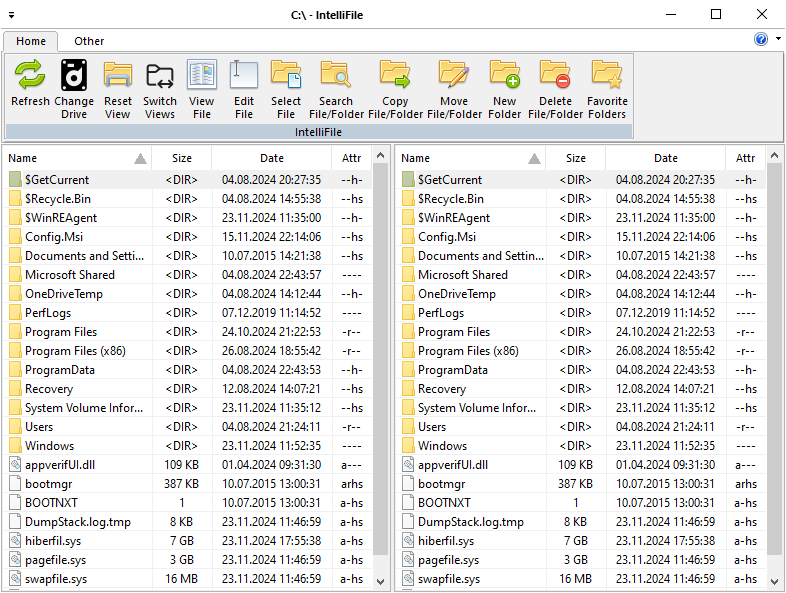 C:\ - IntelliFile
Home Other
Refresh Change Drive Reset View Switch Views View File Edit File Select File Search File/Folder Copy File/Folder Move File/Folder New Folder Delete File/Folder Favorite Folders
IntelliFile
Name Size Date Attr Name Size Date Attr
$GetCurrent <DIR> 04.08.2024 20:27:35 --h- $GetCurrent <DIR> 04.08.2024 20:27:35 --h-
$Recycle.Bin <DIR> 04.08.2024 14:55:38 --hs $Recycle.Bin <DIR> 04.08.2024 14:55:38 --hs
$WinREAgent <DIR> 23.11.2024 11:35:00 --h- $WinREAgent <DIR> 23.11.2024 11:35:00 --h-
Config.Msi <DIR> 15.11.2024 22:14:06 --hs Config.Msi <DIR> 15.11.2024 22:14:06 --hs
Documents and Setti... <DIR> 10.07.2015 14:21:38 --hs Documents and Settin... <DIR> 10.07.2015 14:21:38 --hs
Microsoft Shared <DIR> 04.08.2024 22:43:57 ---- Microsoft Shared <DIR> 04.08.2024 22:43:57 ----
OneDriveTemp <DIR> 04.08.2024 14:12:44 --h- OneDriveTemp <DIR> 04.08.2024 14:12:44 --h-
PerfLogs <DIR> 07.12.2019 11:14:52 ---- PerfLogs <DIR> 07.12.2019 11:14:52 ----
Program Files <DIR> 24.10.2024 21:22:53 -r-- Program Files <DIR> 24.10.2024 21:22:53 -r--
Program Files (x86) <DIR> 26.08.2024 18:55:42 -r-- Program Files (x86) <DIR> 26.08.2024 18:55:42 -r--
ProgramData <DIR> 04.08.2024 22:43:53 --h- ProgramData <DIR> 04.08.2024 22:43:53 --h-
Recovery <DIR> 12.08.2024 14:07:21 --hs Recovery <DIR> 12.08.2024 14:07:21 --hs
System Volume Infor... <DIR> 23.11.2024 11:35:12 --hs System Volume Infor... <DIR> 23.11.2024 11:35:12 --hs
Users <DIR> 04.08.2024 21:24:11 -r-- Users <DIR> 04.08.2024 21:24:11 -r--
Windows <DIR> 23.11.2024 11:52:35 ---- Windows <DIR> 23.11.2024 11:52:35 ----
appverifUI.dll 109 KB 01.04.2024 09:31:30 a--- appverifUI.dll 109 KB 01.04.2024 09:31:30 a---
bootmgr 387 KB 10.07.2015 13:00:31 arhs bootmgr 387 KB 10.07.2015 13:00:31 arhs
BOOTNXT 1 10.07.2015 13:00:31 a-hs BOOTNXT 1 10.07.2015 13:00:31 a-hs
DumpStack.log.tmp 8 KB 23.11.2024 11:46:59 a-hs DumpStack.log.tmp 8 KB 23.11.2024 11:46:59 a-hs
hiberfil.sys 7 GB 23.11.2024 17:55:38 a-hs hiberfil.sys 7 GB 23.11.2024 17:55:38 a-hs
pagefile.sys 3 GB 23.11.2024 11:46:59 a-hs pagefile.sys 3 GB 23.11.2024 11:46:59 a-hs
swapfile.sys 16 MB 23.11.2024 11:46:59 a-hs swapfile.sys 16 MB 23.11.2024 11:46:59 a-hs